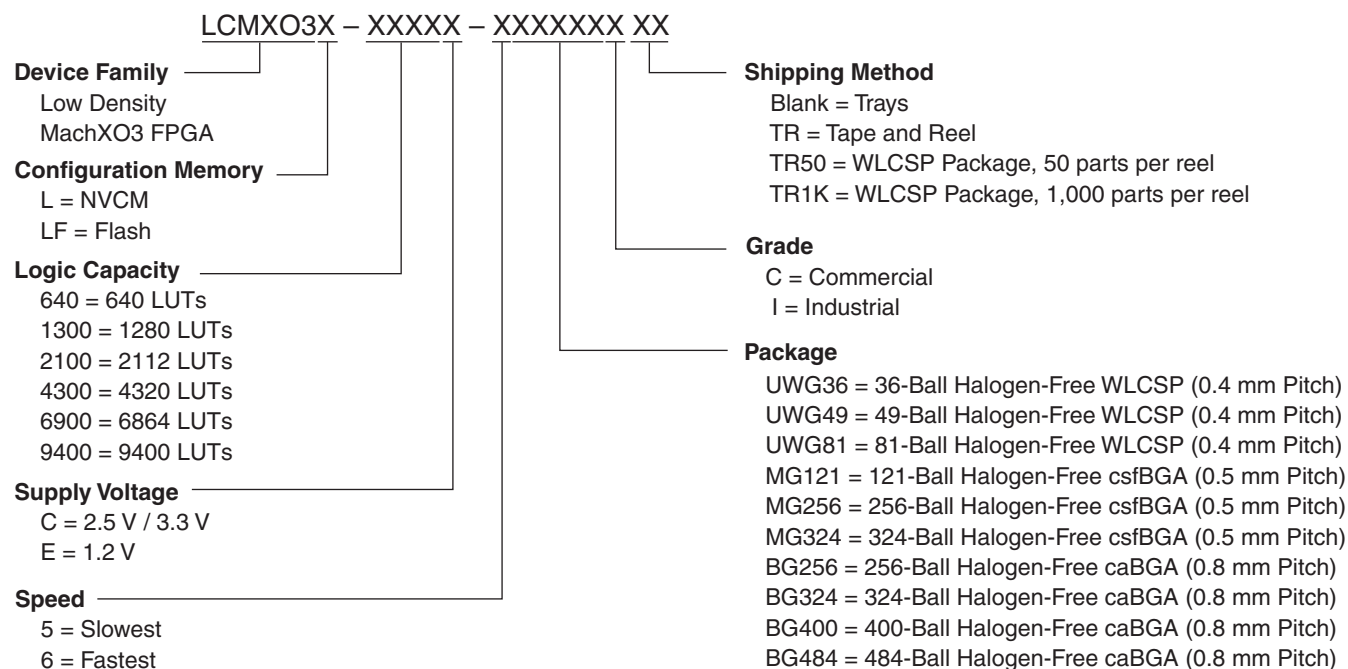 LCMXO3X – XXXXX – XXXXXXX XX
Device Family
Low Density
MachXO3 FPGA
Configuration Memory
L = NVCM
LF = Flash
Logic Capacity
640 = 640 LUTs
1300 = 1280 LUTs
2100 = 2112 LUTs
4300 = 4320 LUTs
6900 = 6864 LUTs
9400 = 9400 LUTs
Supply Voltage
C = 2.5 V / 3.3 V
E = 1.2 V
Speed
5 = Slowest
6 = Fastest
Shipping Method
Blank = Trays
TR = Tape and Reel
TR50 = WLCSP Package, 50 parts per reel
TR1K = WLCSP Package, 1,000 parts per reel
Grade
C = Commercial
I = Industrial
Package
UWG36 = 36-Ball Halogen-Free WLCSP (0.4 mm Pitch)
UWG49 = 49-Ball Halogen-Free WLCSP (0.4 mm Pitch)
UWG81 = 81-Ball Halogen-Free WLCSP (0.4 mm Pitch)
MG121 = 121-Ball Halogen-Free csfBGA (0.5 mm Pitch)
MG256 = 256-Ball Halogen-Free csfBGA (0.5 mm Pitch)
MG324 = 324-Ball Halogen-Free csfBGA (0.5 mm Pitch)
BG256 = 256-Ball Halogen-Free caBGA (0.8 mm Pitch)
BG324 = 324-Ball Halogen-Free caBGA (0.8 mm Pitch)
BG400 = 400-Ball Halogen-Free caBGA (0.8 mm Pitch)
BG484 = 484-Ball Halogen-Free caBGA (0.8 mm Pitch)